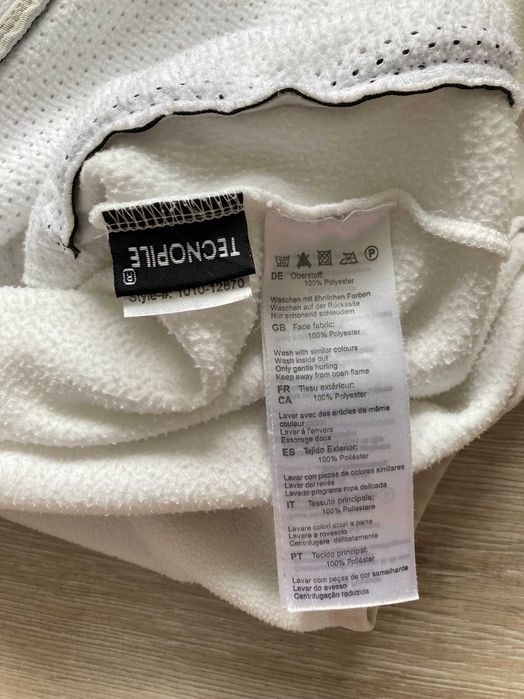 TECNOPILE
®
Style-#: 1010-12870
P
DE Oberstoff:
100% Polyester
Waschen mit ähnlichen Farben
Waschen auf der Rückseite
Nur schonend schleudern
GB Face fabric:
100% Polyester
Wash with similar colours
Wash inside out
Only gentle hurling
Keep away from open flame
FR Tissu extérieur:
CA 100% Polyester
Lavar avec des articles de même
couleur
Lavar à l'envers
Essorage doux
ES Tejido Exterior:
100% Poliéster
Lavar con piezas de colores similares
Lavar del revés
Lavado programa ropa delicada
IT Tessuto principale:
100% Poliestere
Lavare colori scuri a parte
Lavare a rovescio
Centrifugare delicatamente
PT Tecido principal:
100% Poliéster
Lavar com peças de cor semelhante
Lavar do avesso
Centrifugação reduzida